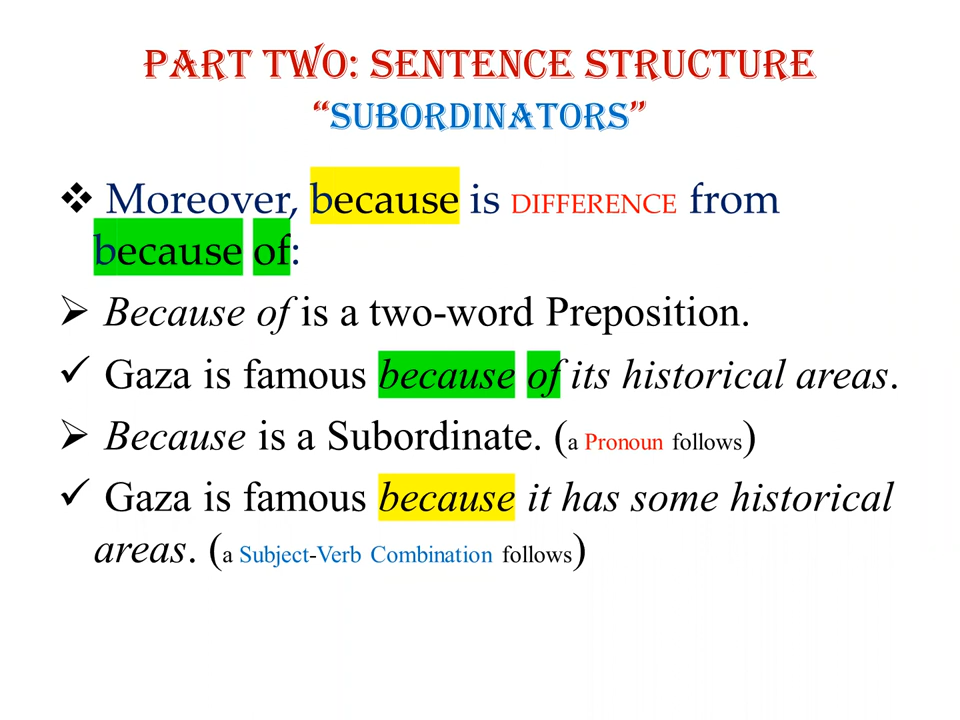 PART TWO: SENTENCE STRUCTURE
“SUBORDINATORS”
❖ Moreover, because is DIFFERENCE from
because of:
➢ Because of is a two-word Preposition.
✓ Gaza is famous because of its historical areas.
➢ Because is a Subordinate. (a Pronoun follows)
✓ Gaza is famous because it has some historical
areas. (a Subject-Verb Combination follows)